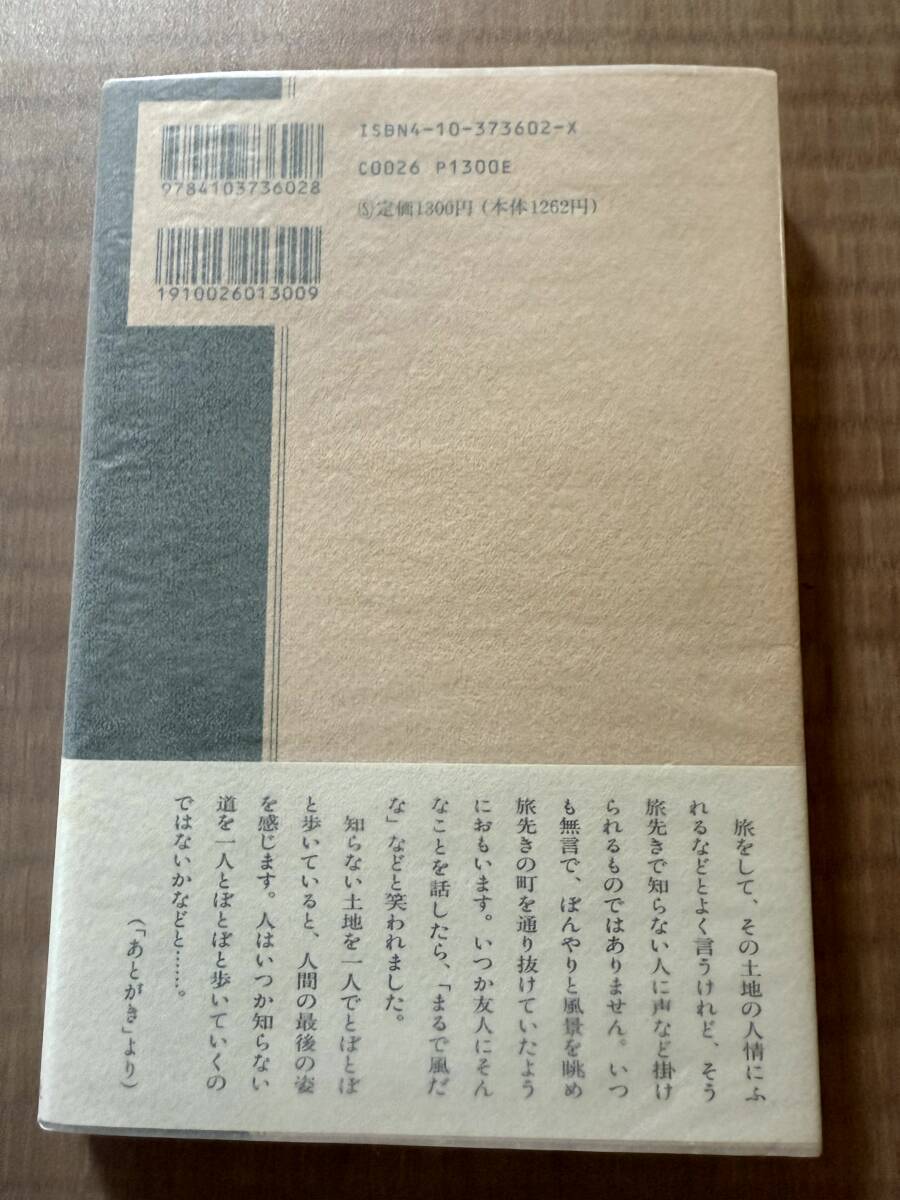 ISBN4-10-373602-X
C0026 P1300E
Ⓢ定価1300円(本体1262円)
9784103736028
1910026013009
旅をして、その土地の人情にふ
れるなどとよく言うけれど、そう
旅先きで知らない人に声など掛け
られるものではありません。いつ
も無言で、ぼんやりと風景を眺め
旅先きの町を通り抜けていたよう
におもいます。いつか友人にそん
なことを話したら、「まるで風だ
な」などと笑われました。
知らない土地を一人でとぼとぼ
と歩いていると、人間の最後の姿
を感じます。人はいつか知らない
道を一人とぼとぼと歩いていくの
ではないかなどと……。
(「あとがき」より)